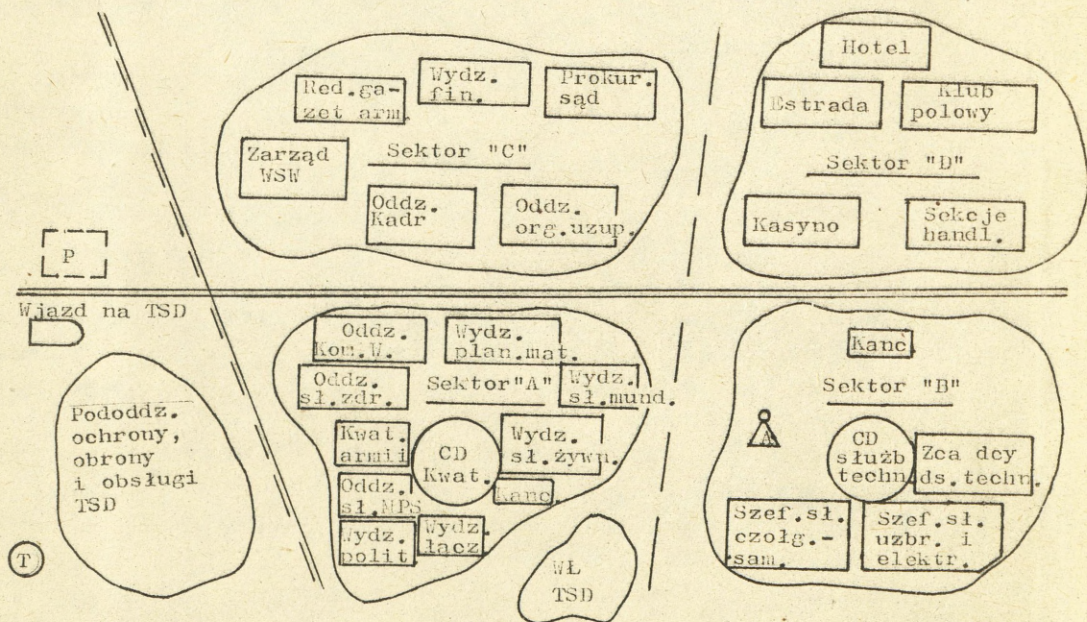 Red.ga-
zet arm.
Wydz.
fin.
Prokur.
sąd
Zarząd
WSW
Sektor "C"
Oddz.
Kadr
Oddz.
org.uzup.
Hotel
Estrada
Klub
polowy
Sektor "D"
Kasyno
Sekcje
handl.
P
Wjazd na TSD
Pododdz.
ochrony,
obrony
i obsługi
TSD
T
Oddz.
Kom.W.
Wydz.
plan.mat.
Oddz.
sł.zdr.
Sektor"A"
Wydz.
sł.mund.
Kwat.
armii
CD
Kwat.
Wydz.
sł.żywn.
Oddz.
sł.MPS
Kanc.
Wydz.
polit
Wydz
łącz.
WŁ
TSD
Kanc
Sektor "B"
CD
służb
techn
Zca dcy
ds.techn.
Szef.sł.
czołg.-
sam.
Szef.sł.
uzbr. i
elektr.